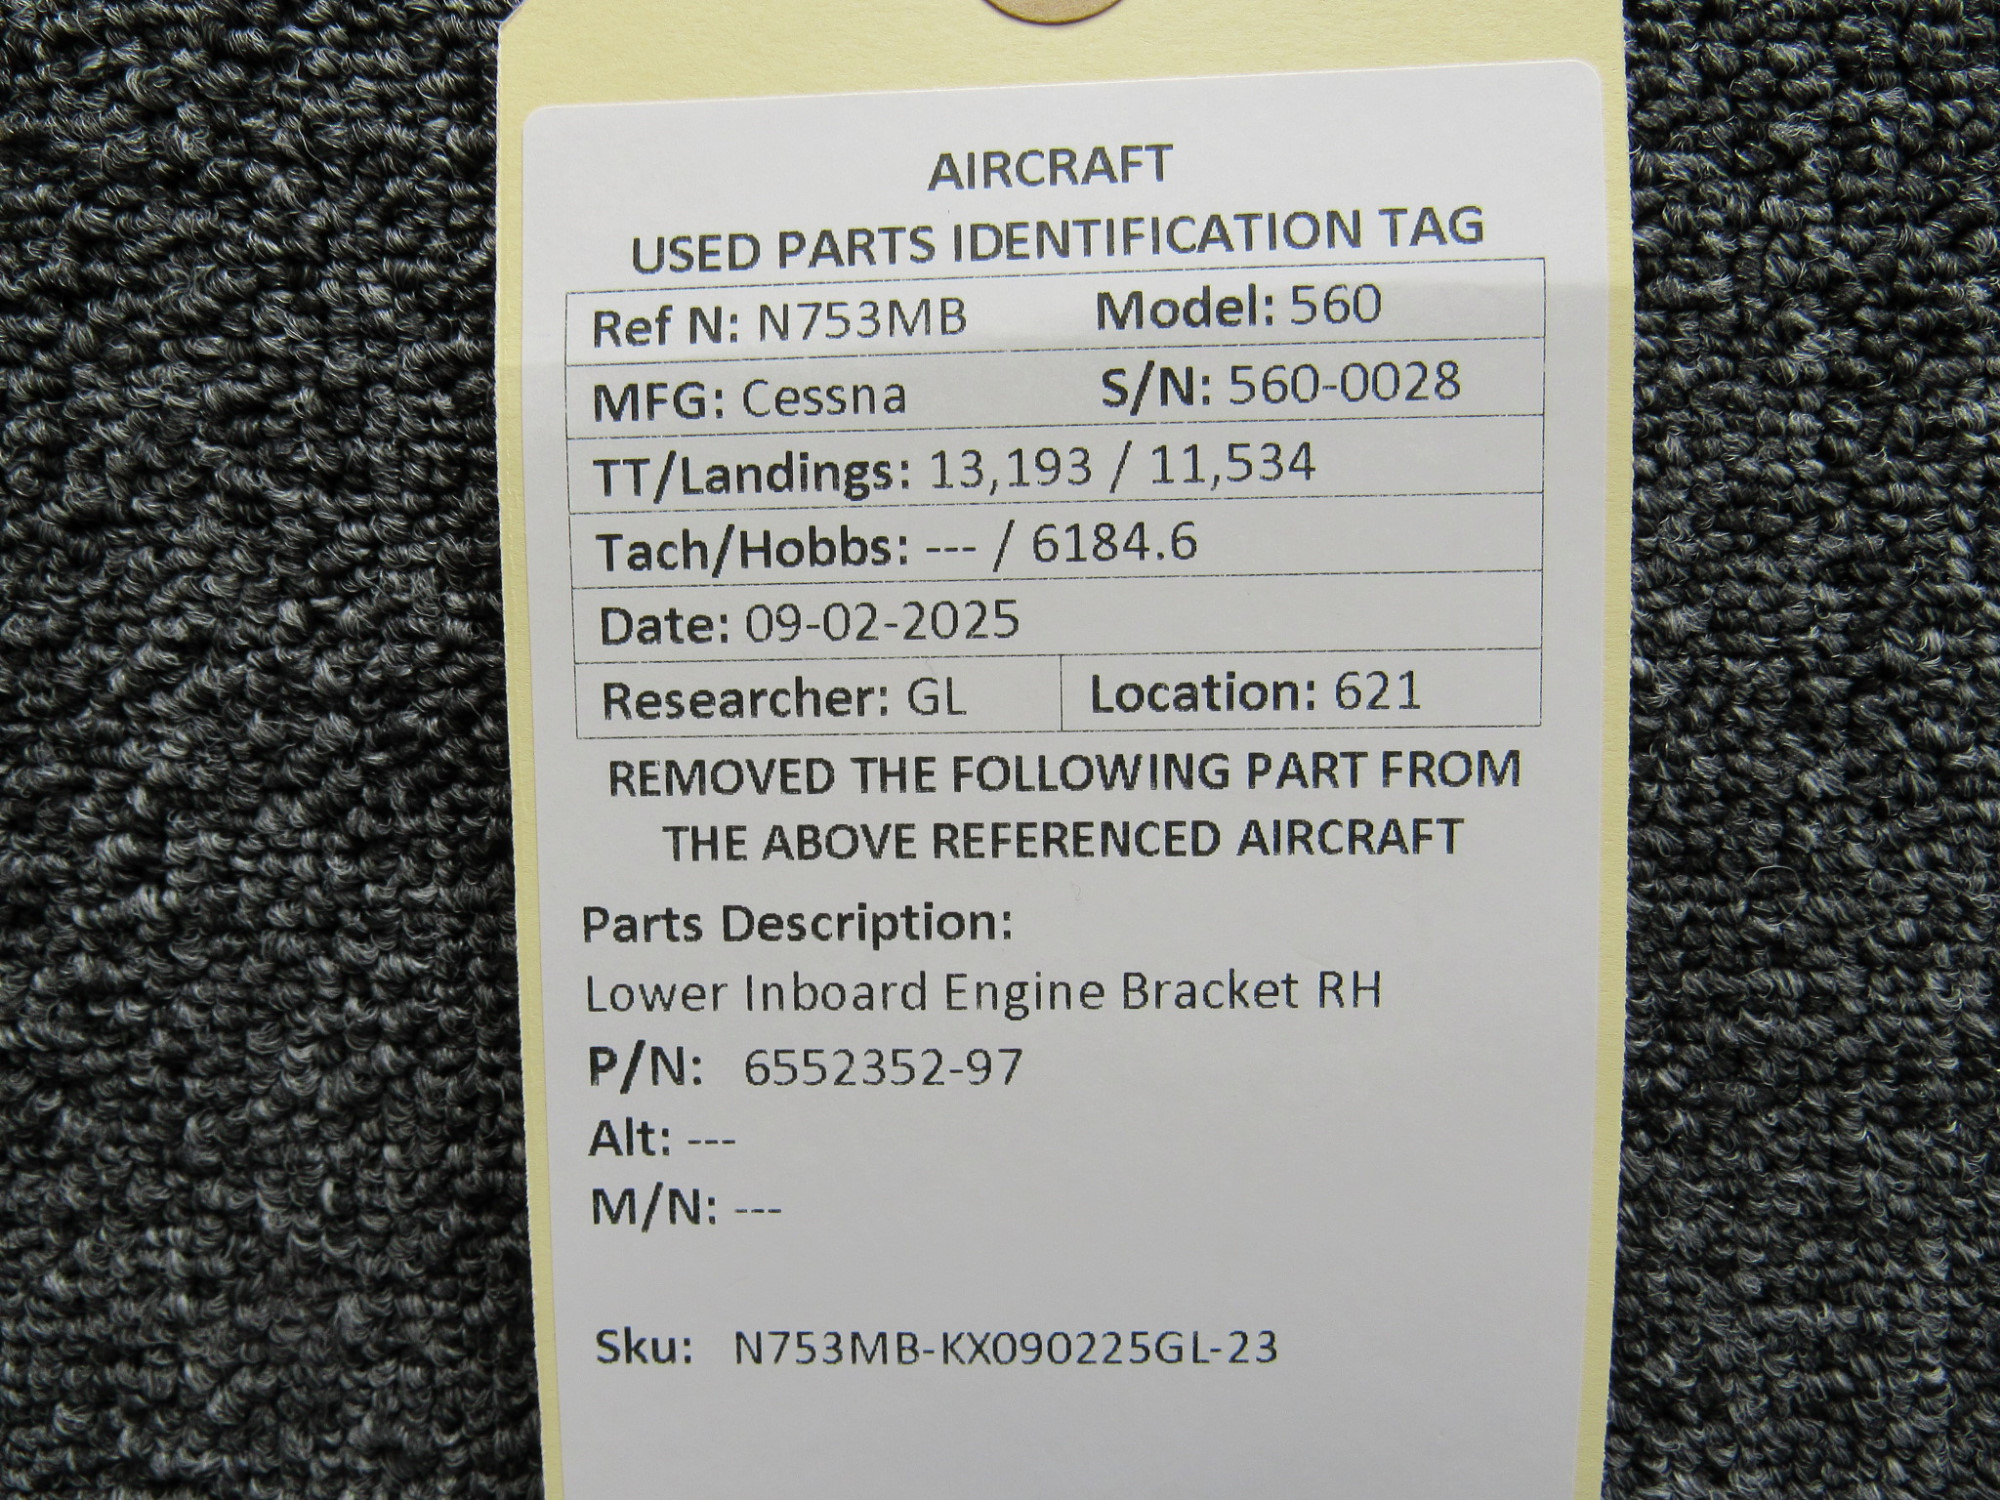 AIRCRAFT
USED PARTS IDENTIFICATION TAG
Ref N: N753MB Model: 560
MFG: Cessna S/N: 560-0028
TT/Landings: 13,193 / 11,534
Tach/Hobbs: --- / 6184.6
Date: 09-02-2025
Researcher: GL Location: 621
REMOVED THE FOLLOWING PART FROM
THE ABOVE REFERENCED AIRCRAFT
Parts Description:
Lower Inboard Engine Bracket RH
P/N: 6552352-97
Alt: ---
M/N: ---
Sku: N753MB-KX090225GL-23